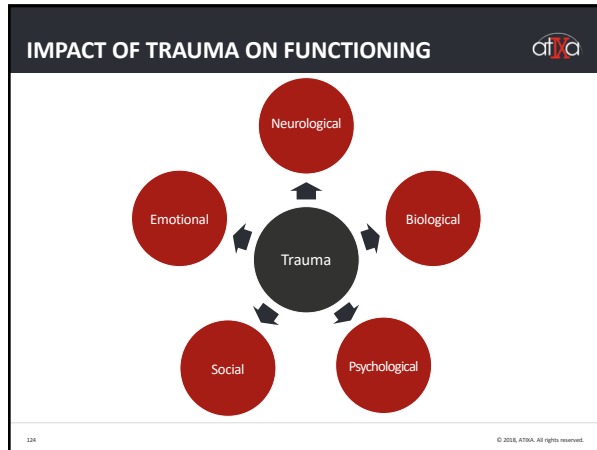 IMPACT OF TRAUMA ON FUNCTIONING
atIXa
Neurological
Emotional
Biological
Trauma
Social
Psychological
124
© 2018, ATIXA. All rights reserved.